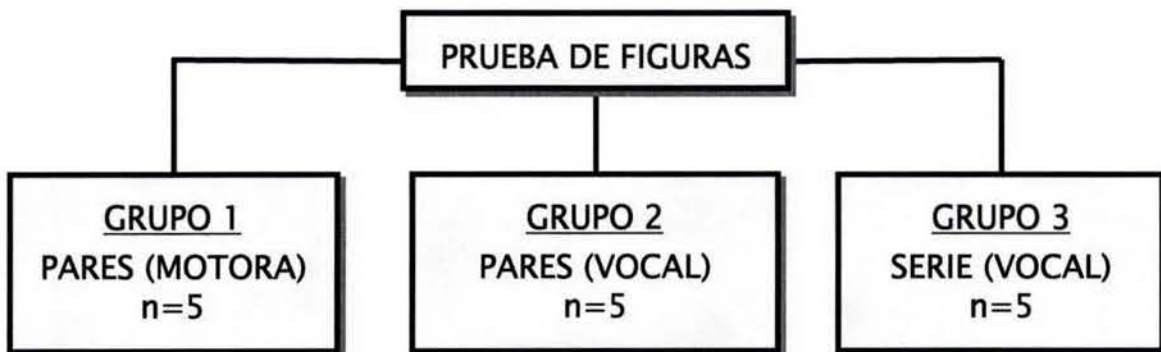 PRUEBA DE FIGURAS
GRUPO 1
PARES (MOTORA)
n=5
GRUPO 2
PARES (VOCAL)
n=5
GRUPO 3
SERIE (VOCAL)
n=5